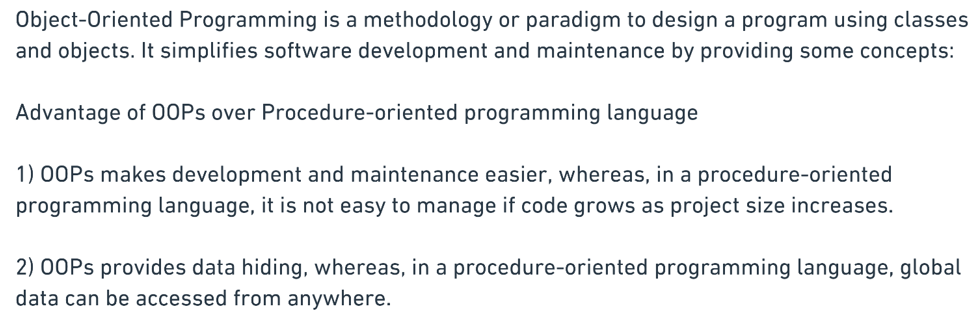 Object-Oriented Programming is a methodology or paradigm to design a program using classes
and objects. It simplifies software development and maintenance by providing some concepts:
Advantage of OOPs over Procedure-oriented programming language
1) OOPs makes development and maintenance easier, whereas, in a procedure-oriented
programming language, it is not easy to manage if code grows as project size increases.
2) OOPs provides data hiding, whereas, in a procedure-oriented programming language, global
data can be accessed from anywhere.